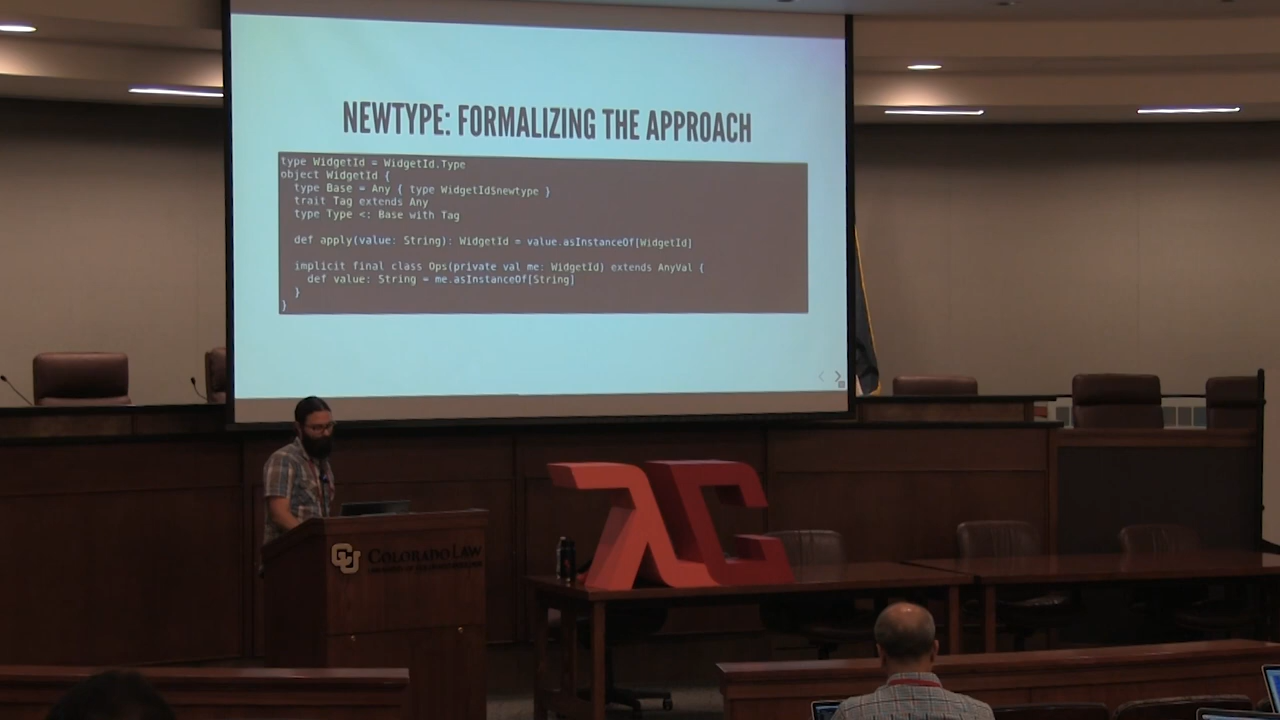 NEWTYPE: FORMALIZING THE APPROACH
type WidgetId = WidgetId.Type
object WidgetId {
  type Base = Any { type WidgetId$newtype }
  trait Tag extends Any
  type Type <: Base with Tag
  def apply(value: String): WidgetId = value.asInstanceOf[WidgetId]
  implicit final class Ops(private val me: WidgetId) extends AnyVal {
    def value: String = me.asInstanceOf[String]
  }
}
CU COLORADO LAW
λC